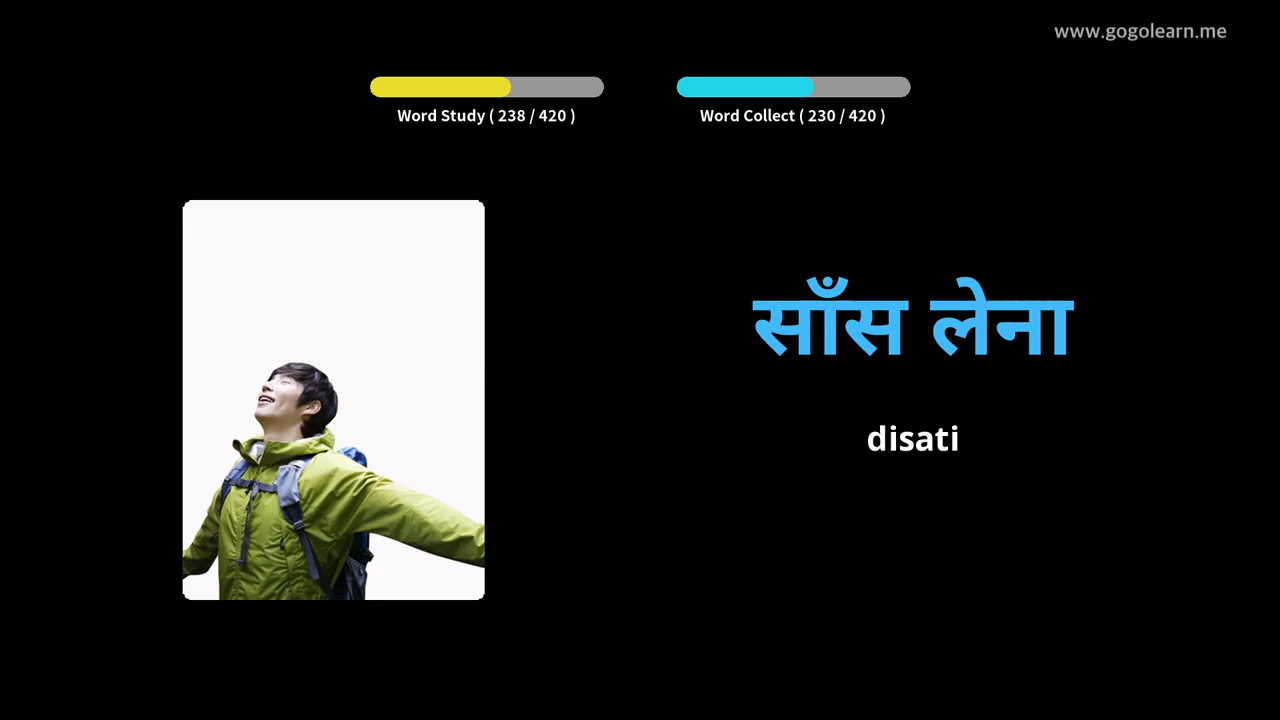 www.gogolearn.me
Word Study ( 238 / 420 )
Word Collect ( 230 / 420 )
साँस लेना
disati